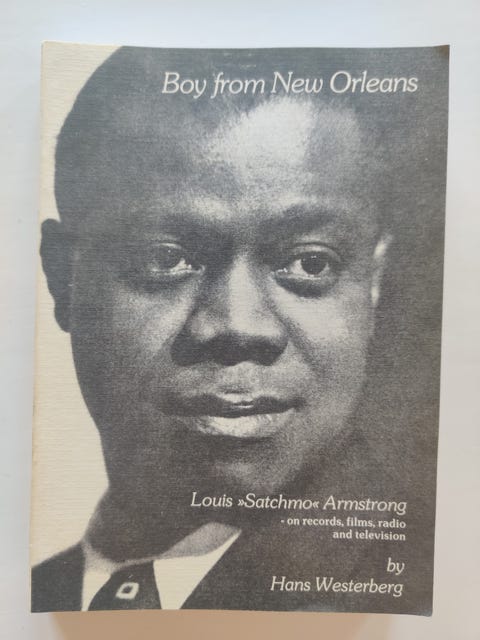 Boy from New Orleans
Louis »Satchmo« Armstrong
- on records, films, radio
and television
by
Hans Westerberg